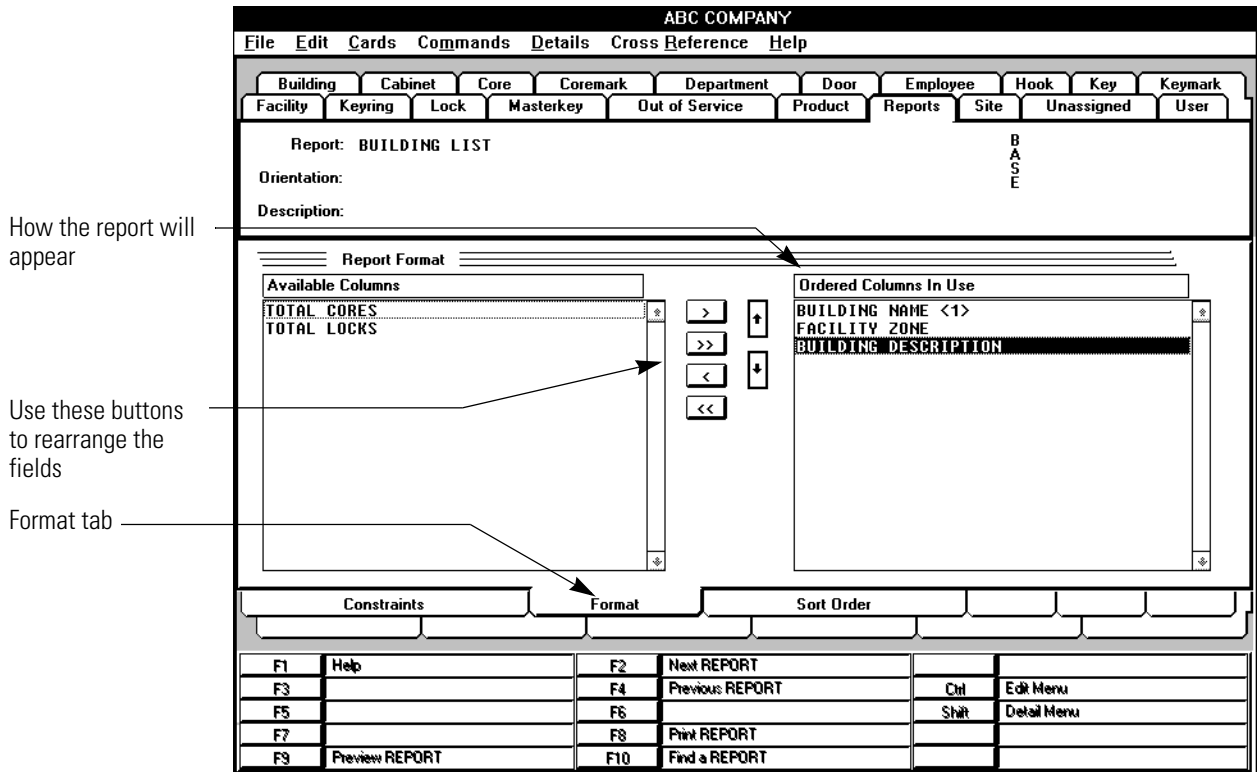 ABC COMPANY
File Edit Cards Commands Details Cross Reference Help
Building Cabinet Core Coremark Department Door Employee Hook Key Keymark
Facility Keyring Lock Masterkey Out of Service Product Reports Site Unassigned User
Report: BUILDING LIST
B
A
S
E
Orientation:
Description:
How the report will
appear
Report Format
Available Columns
Ordered Columns In Use
TOTAL CORES
TOTAL LOCKS
>
>>
<
<<
BUILDING NAME <1>
FACILITY ZONE
BUILDING DESCRIPTION
Use these buttons
to rearrange the
fields
Format tab
Constraints Format Sort Order
F1 Help F2 Next REPORT
F3 F4 Previous REPORT Ctrl Edit Menu
F5 F6 Shift Detail Menu
F7 F8 Print REPORT
F9 Preview REPORT F10 Find a REPORT